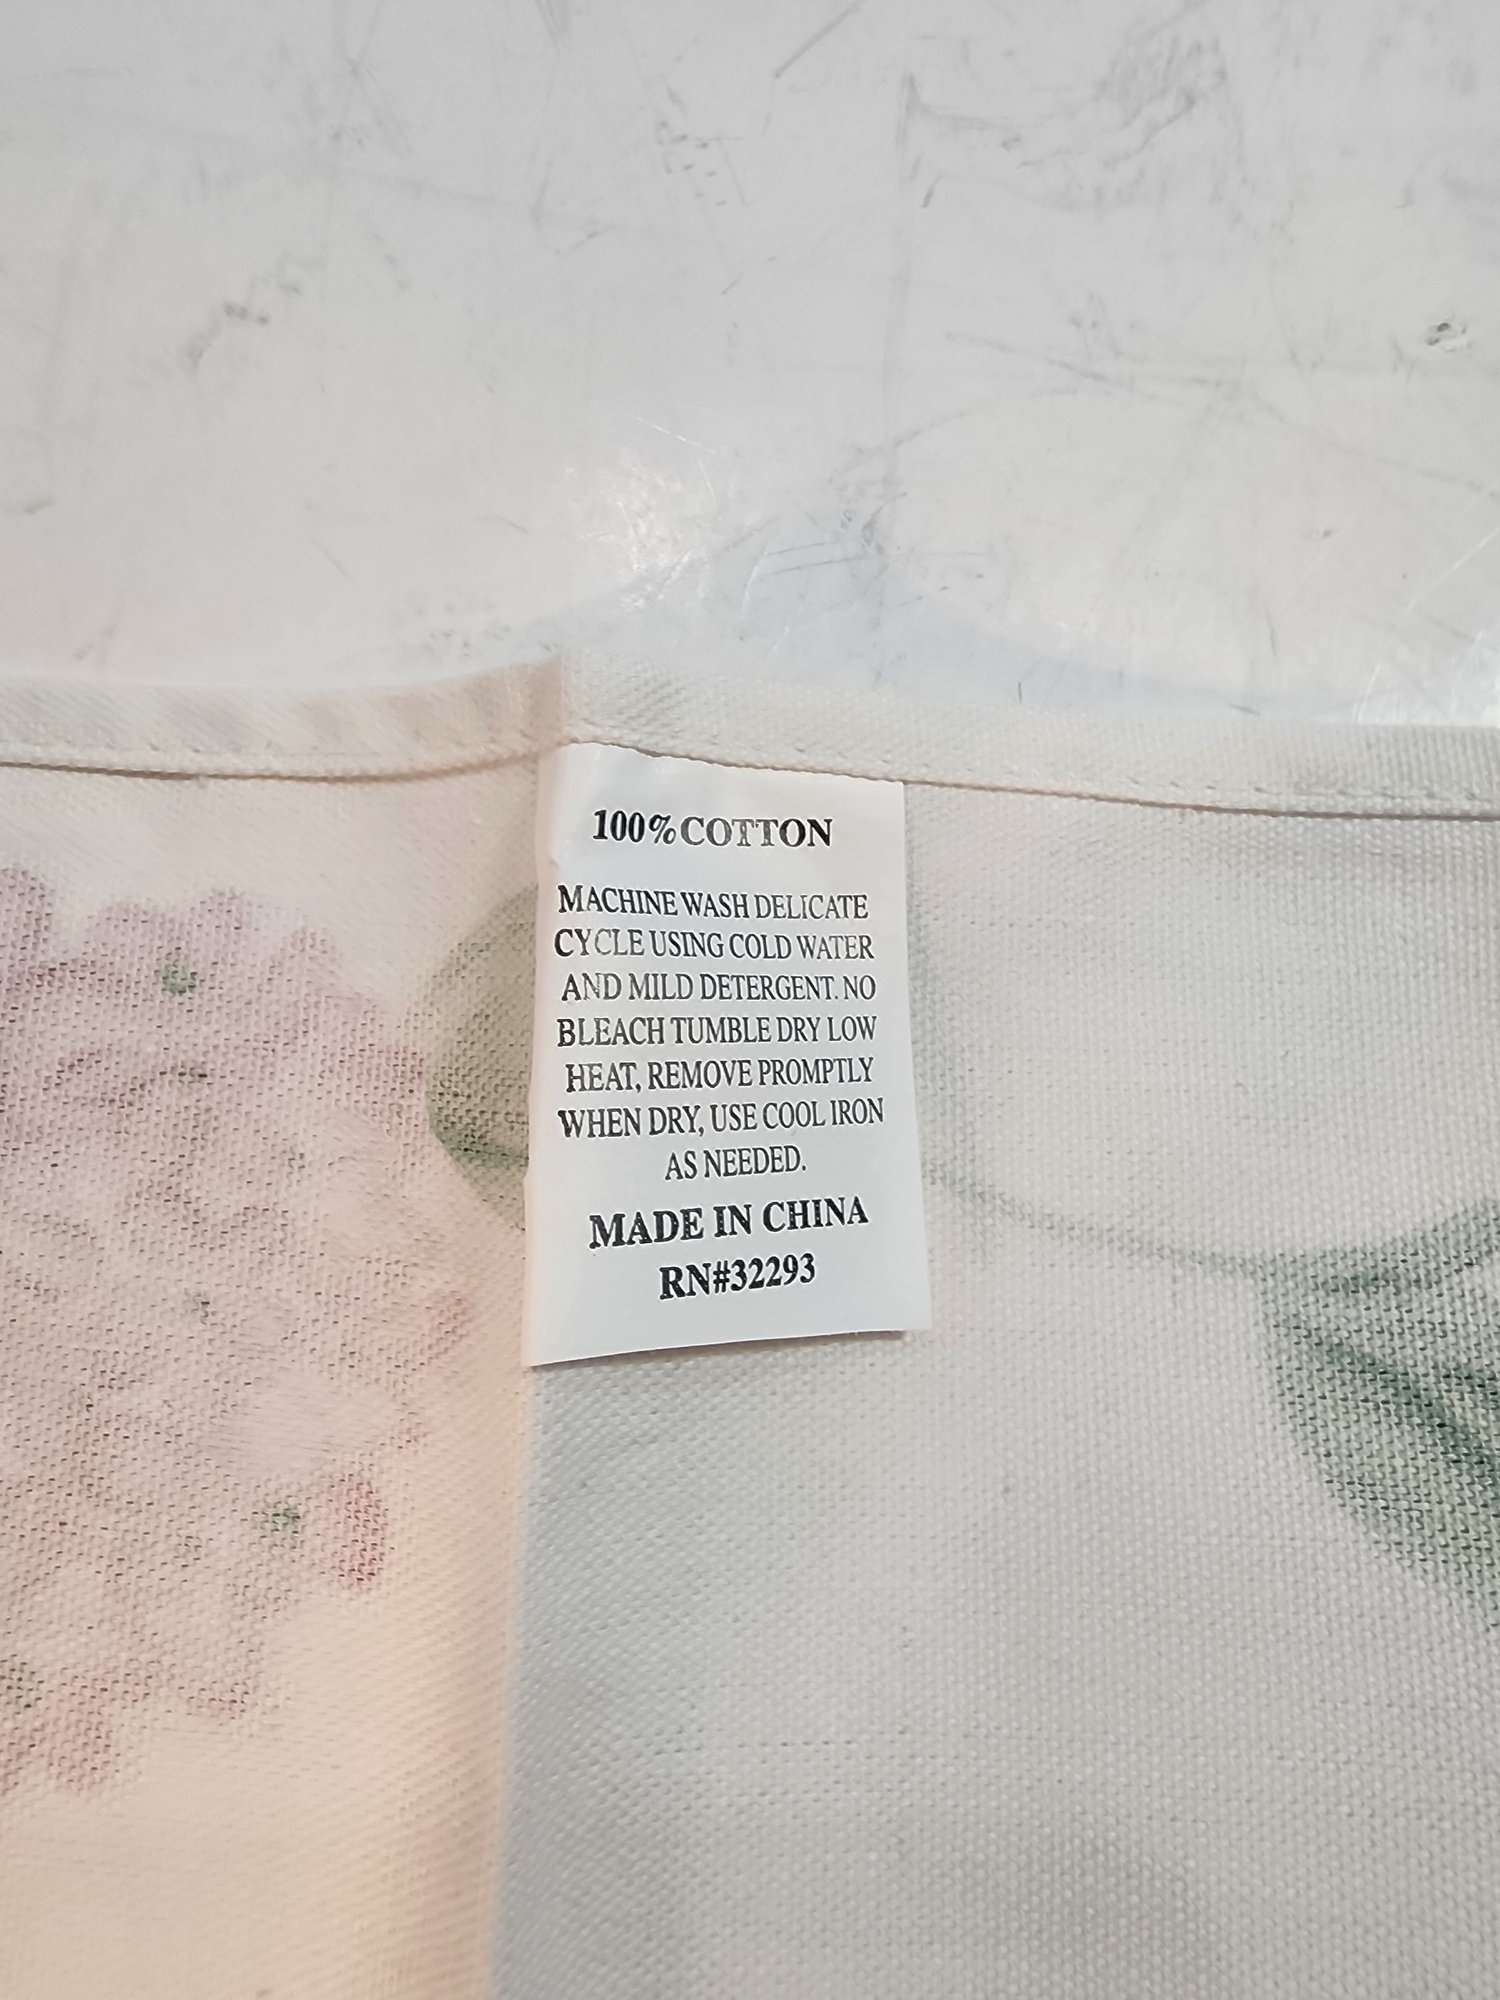 100% COTTON
MACHINE WASH DELICATE
CYCLE USING COLD WATER
AND MILD DETERGENT. NO
BLEACH TUMBLE DRY LOW
HEAT, REMOVE PROMPTLY
WHEN DRY, USE COOL IRON
AS NEEDED.
MADE IN CHINA
RN#32293